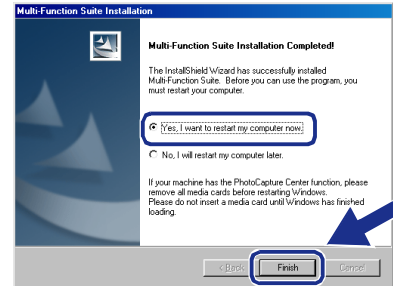 Multi-Function Suite Installation
Multi-Function Suite Installation Completed!
The InstallShield Wizard has successfully installed
Multi-Function Suite. Before you can use the program, you
must restart your computer.
Yes, I want to restart my computer now.
No, I will restart my computer later.
If your machine has the PhotoCapture Center function, please
remove all media cards before restarting Windows.
Please do not insert a media card until Windows has finished
loading.
< Back Finish Cancel